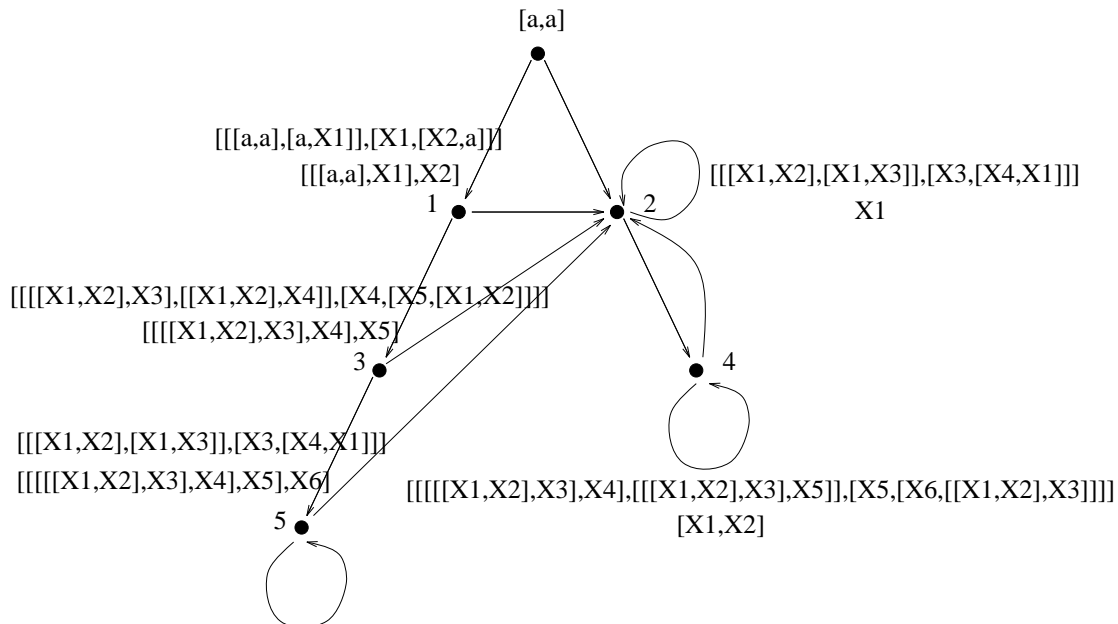 [a,a]
[[[a,a],[a,X1]],[X1,[X2,a]]]
[[[a,a],X1],X2]
1
2
[[[X1,X2],[X1,X3]],[X3,[X4,X1]]]
X1
[[[[X1,X2],X3],[[X1,X2],X4]],[X4,[X5,[X1,X2]]]]
[[[[X1,X2],X3],X4],X5]
3
4
[[[X1,X2],[X1,X3]],[X3,[X4,X1]]]
[[[[[X1,X2],X3],X4],X5],X6]
[[[[[X1,X2],X3],X4],[[[X1,X2],X3],X5]],[X5,[X6,[[X1,X2],X3]]]]
[X1,X2]
5